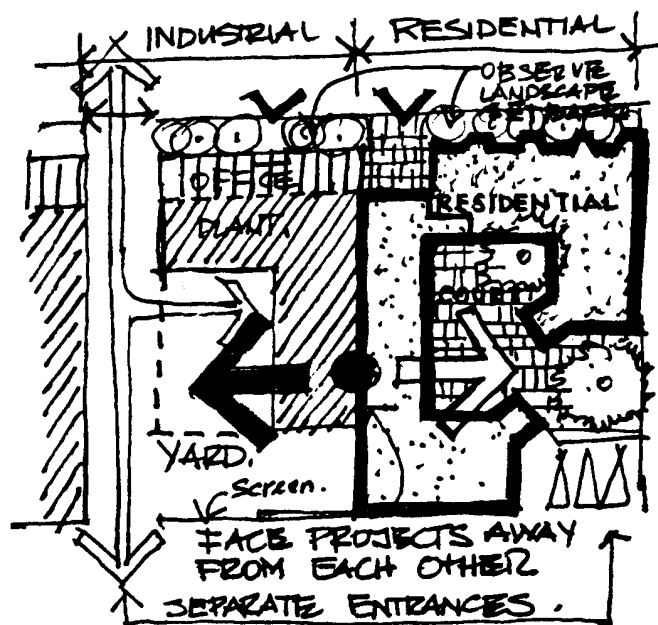 INDUSTRIAL
RESIDENTIAL
OBSERVE
LANDSCAPE
OFFICE
RESIDENTIAL
PLANT.
COURT
YARD.
Screen.
FACE PROJECTS AWAY
FROM EACH OTHER
SEPARATE ENTRANCES.